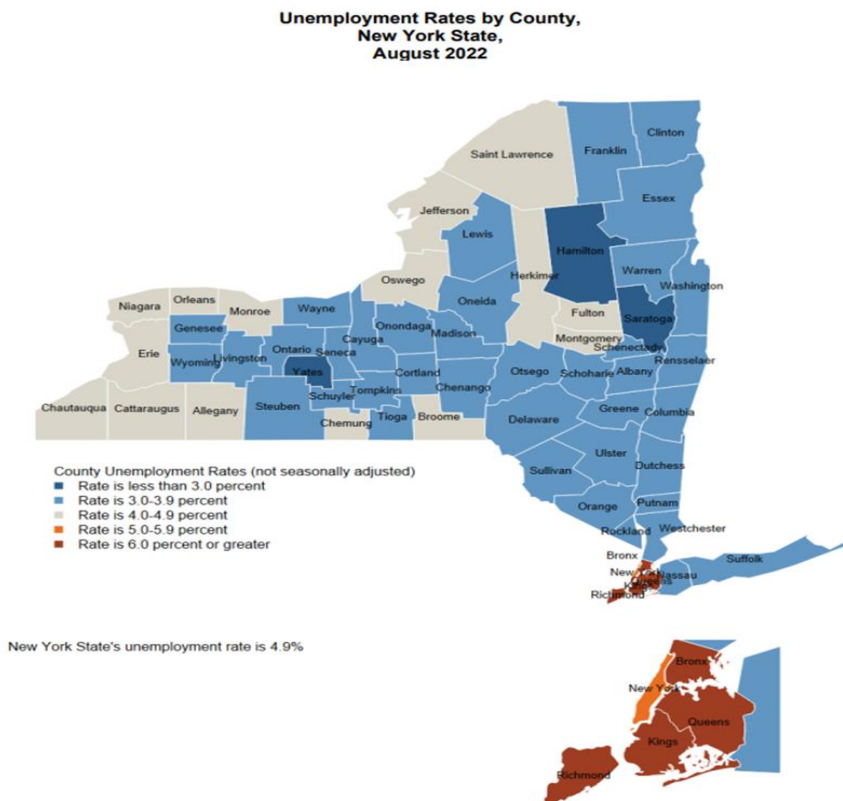 Unemployment Rates by County,
New York State,
August 2022
Clinton
Franklin
Saint Lawrence
Essex
Jefferson
Lewis
Hamilton
Warren
Washington
Oswego
Herkimer
Oneida
Fulton
Saratoga
Niagara
Orleans
Monroe
Wayne
Genesee
Onondaga
Madison
Montgomery
Schenectady
Erie
Wyoming
Livingston
Ontario
Seneca
Cayuga
Rensselaer
Yates
Cortland
Otsego
Schoharie
Albany
Chautauqua
Cattaraugus
Allegany
Steuben
Schuyler
Tompkins
Chenango
Chemung
Tioga
Broome
Delaware
Greene
Columbia
Ulster
Dutchess
Sullivan
Orange
Putnam
Rockland
Westchester
Bronx
Suffolk
New York
Nassau
Queens
Kings
Richmond
County Unemployment Rates (not seasonally adjusted)
Rate is less than 3.0 percent
Rate is 3.0-3.9 percent
Rate is 4.0-4.9 percent
Rate is 5.0-5.9 percent
Rate is 6.0 percent or greater
New York State's unemployment rate is 4.9%
Bronx
New York
Queens
Kings
Richmond